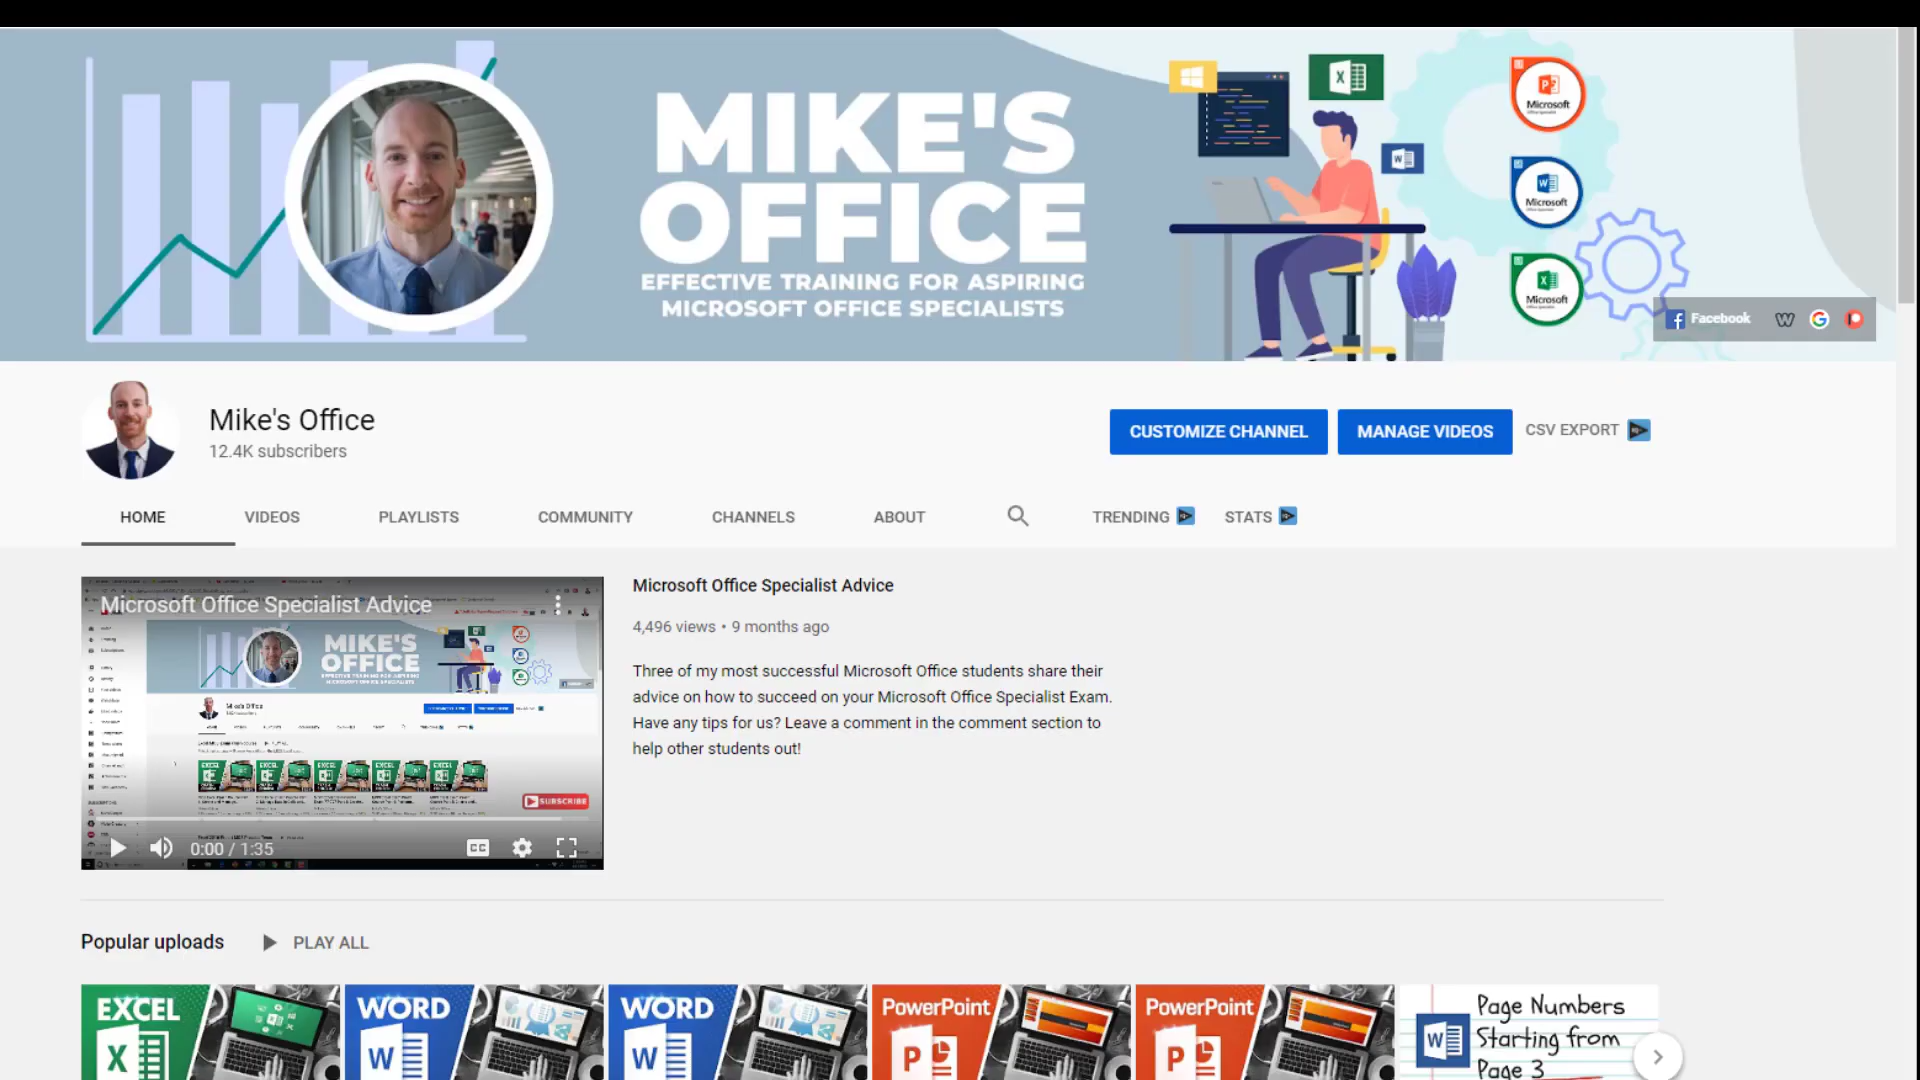 MIKE'S
OFFICE
EFFECTIVE TRAINING FOR ASPIRING
MICROSOFT OFFICE SPECIALISTS
Microsoft
Microsoft
Microsoft
Facebook
Mike's Office
12.4K subscribers
CUSTOMIZE CHANNEL
MANAGE VIDEOS
CSV EXPORT
HOME
VIDEOS
PLAYLISTS
COMMUNITY
CHANNELS
ABOUT
TRENDING
STATS
Microsoft Office Specialist Advice
MIKE'S
OFFICE
Mike's Office
SUBSCRIBE
0:00 / 1:35
CC
Microsoft Office Specialist Advice
4,496 views • 9 months ago
Three of my most successful Microsoft Office students share their
advice on how to succeed on your Microsoft Office Specialist Exam.
Have any tips for us? Leave a comment in the comment section to
help other students out!
Popular uploads
PLAY ALL
EXCEL
X
WORD
W
WORD
W
PowerPoint
P
PowerPoint
P
W
Page Numbers
Starting from
Page 3